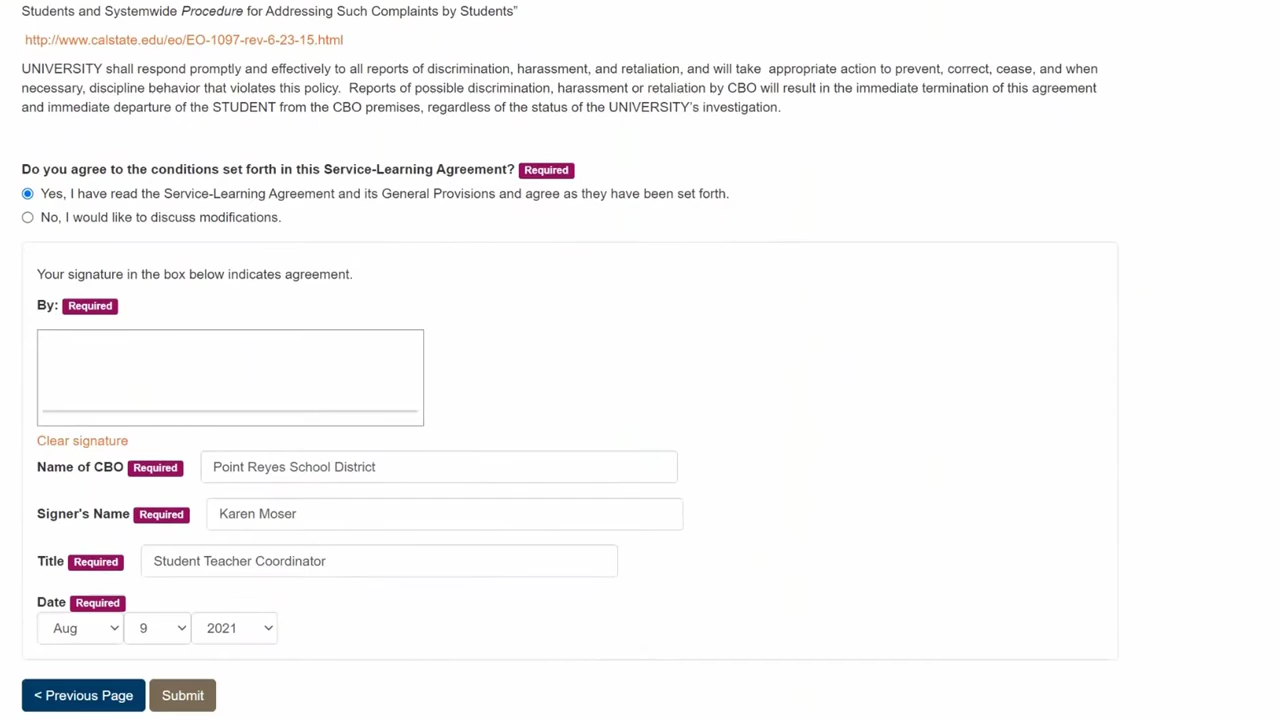 Students and Systemwide Procedure for Addressing Such Complaints by Students”
http://www.calstate.edu/eo/EO-1097-rev-6-23-15.html
UNIVERSITY shall respond promptly and effectively to all reports of discrimination, harassment, and retaliation, and will take appropriate action to prevent, correct, cease, and when
necessary, discipline behavior that violates this policy. Reports of possible discrimination, harassment or retaliation by CBO will result in the immediate termination of this agreement
and immediate departure of the STUDENT from the CBO premises, regardless of the status of the UNIVERSITY’s investigation.
Do you agree to the conditions set forth in this Service-Learning Agreement? Required
Yes, I have read the Service-Learning Agreement and its General Provisions and agree as they have been set forth.
No, I would like to discuss modifications.
Your signature in the box below indicates agreement.
By: Required
Clear signature
Name of CBO Required Point Reyes School District
Signer's Name Required Karen Moser
Title Required Student Teacher Coordinator
Date Required
Aug 9 2021
< Previous Page Submit